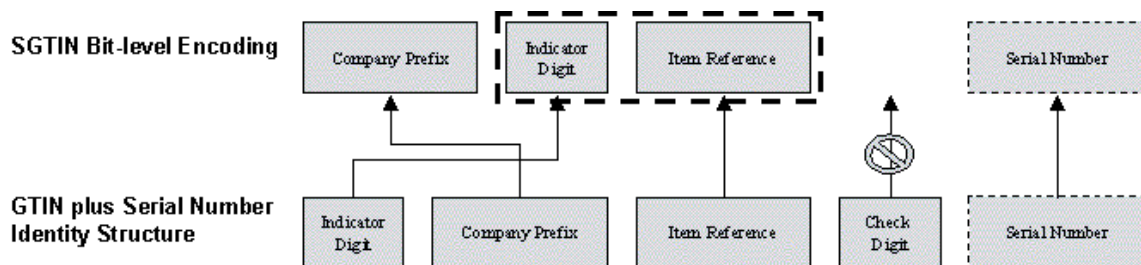 SGTIN Bit-level Encoding
Company Prefix
Indicator
Digit
Item Reference
Serial Number
GTIN plus Serial Number
Identity Structure
Indicator
Digit
Company Prefix
Item Reference
Check
Digit
Serial Number